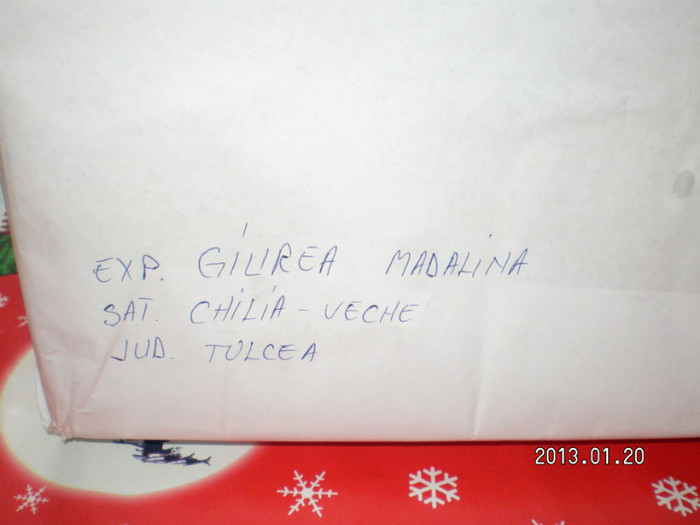 EXP. GILIREA MADALINA
SAT. CHILIA - VECHE
JUD. TULCEA
2013.01.20